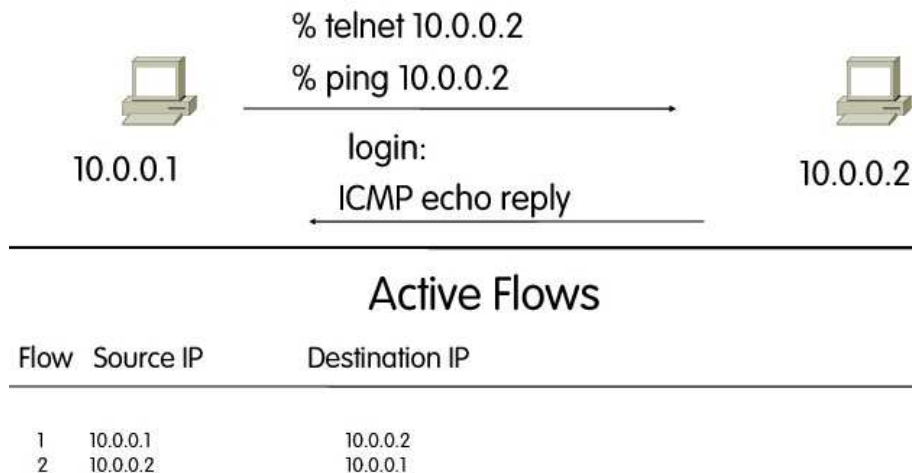 % telnet 10.0.0.2
% ping 10.0.0.2
10.0.0.1
login:
ICMP echo reply
10.0.0.2
Active Flows
Flow Source IP Destination IP
1 10.0.0.1 10.0.0.2
2 10.0.0.2 10.0.0.1